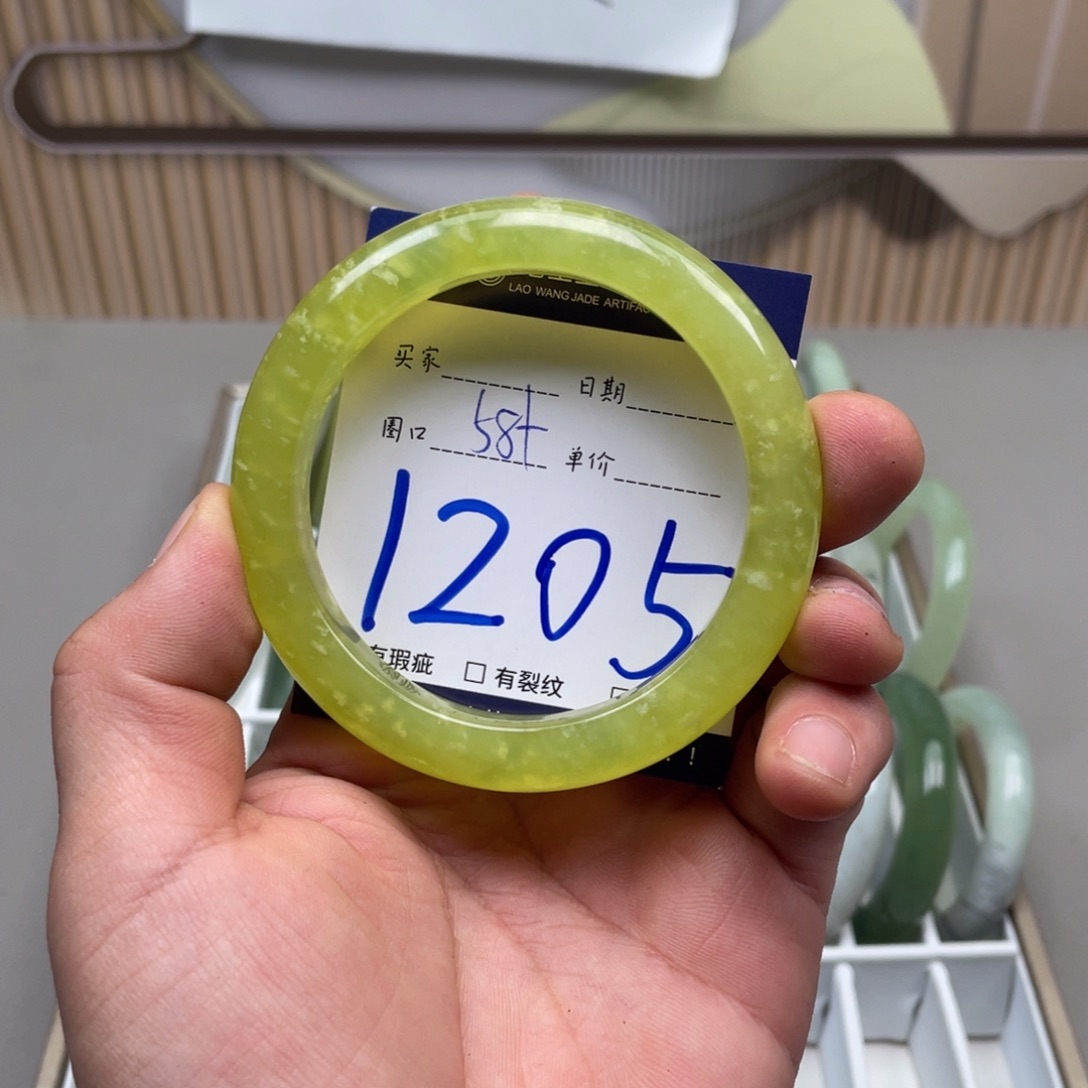 LAO WANG JADE ARTIFAC
买家 日期
圈口 58+ 单价
1205
有瑕疵 □ 有裂纹
!